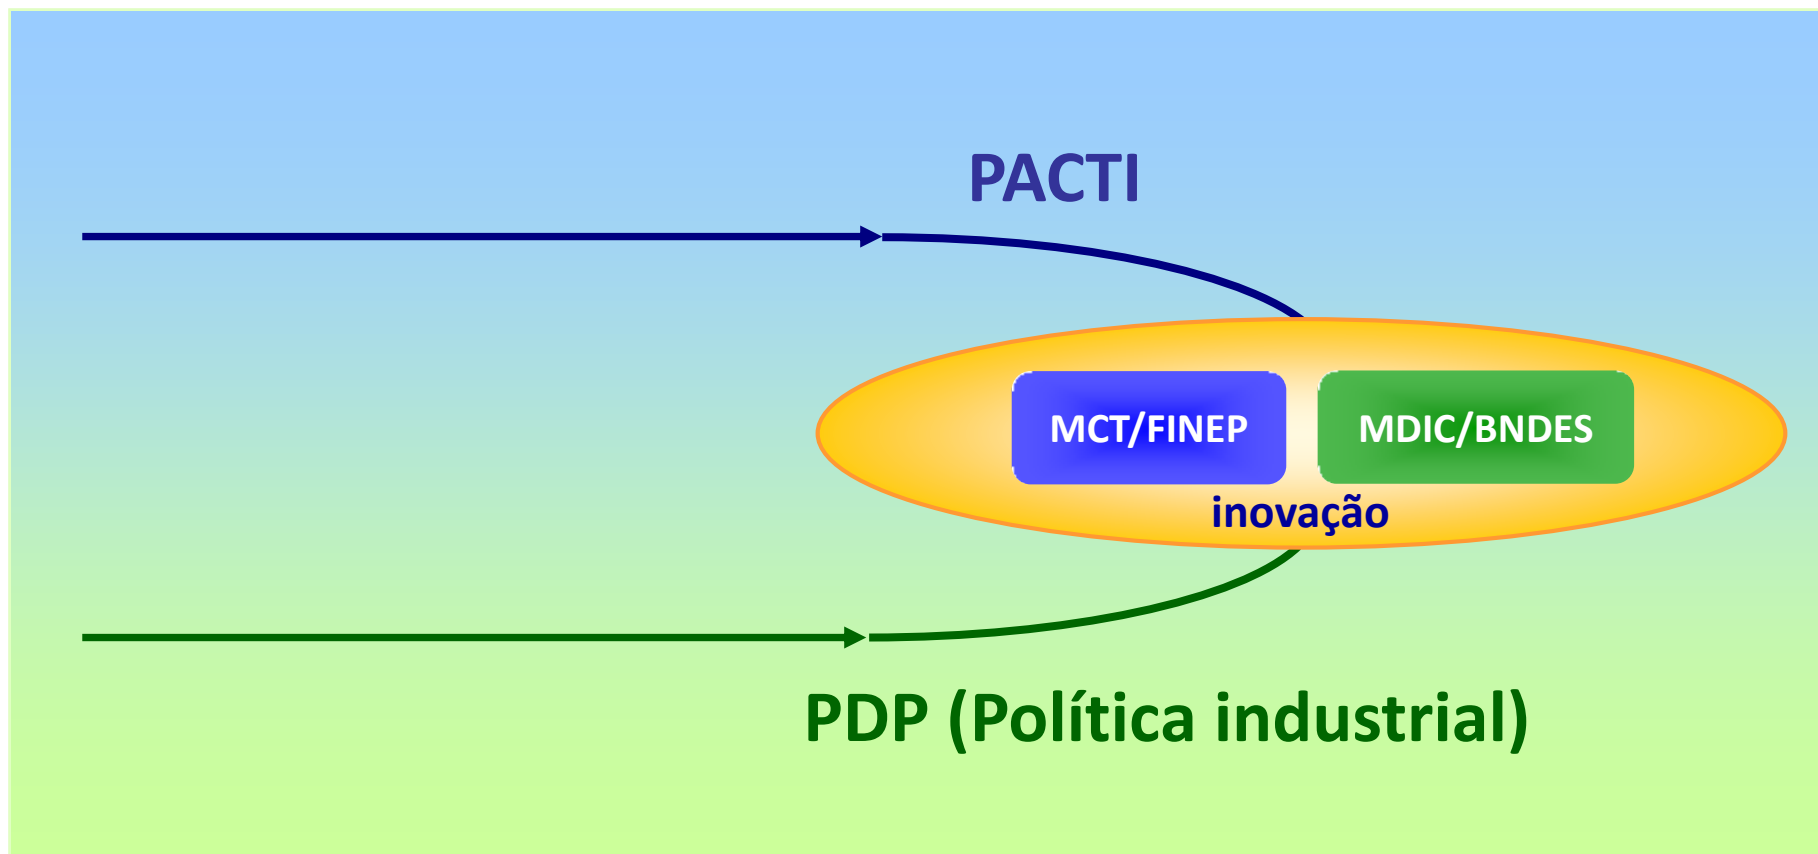 PACTI
MCT/FINEP
MDIC/BNDES
inovação
PDP (Política industrial)